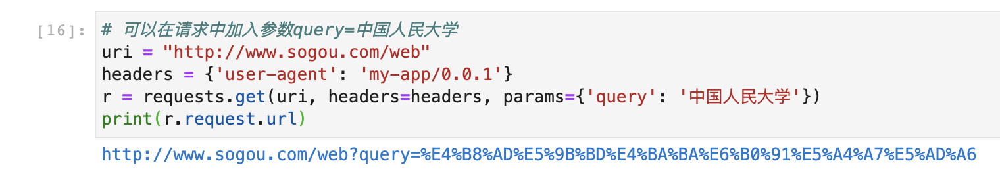 [16]: # 可以在请求中加入参数query=中国人民大学
uri = "http://www.sogou.com/web"
headers = {'user-agent': 'my-app/0.0.1'}
r = requests.get(uri, headers=headers, params={'query': '中国人民大学'})
print(r.request.url)
http://www.sogou.com/web?query=%E4%B8%AD%E5%9B%BD%E4%BA%BA%E6%B0%91%E5%A4%A7%E5%AD%A6